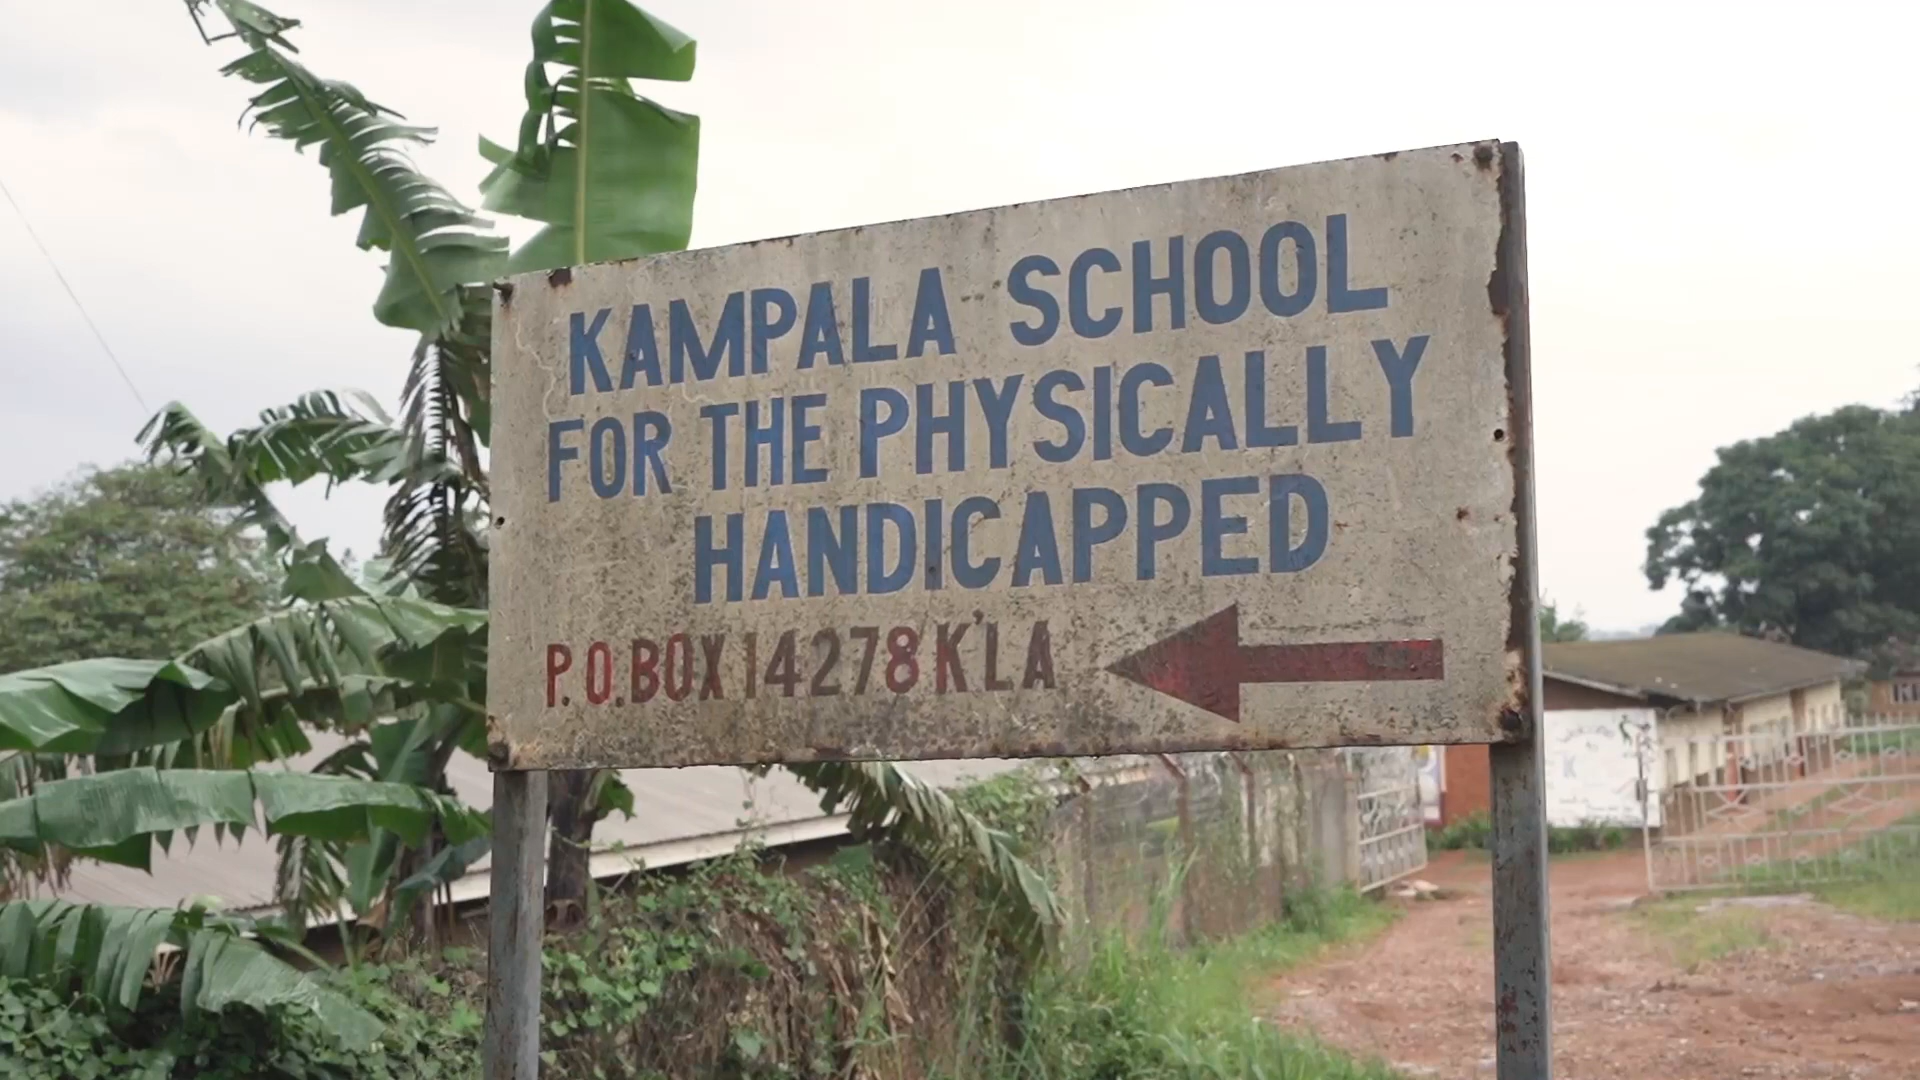 KAMPALA SCHOOL
FOR THE PHYSICALLY
HANDICAPPED
P.O.BOX 14278 K'LA